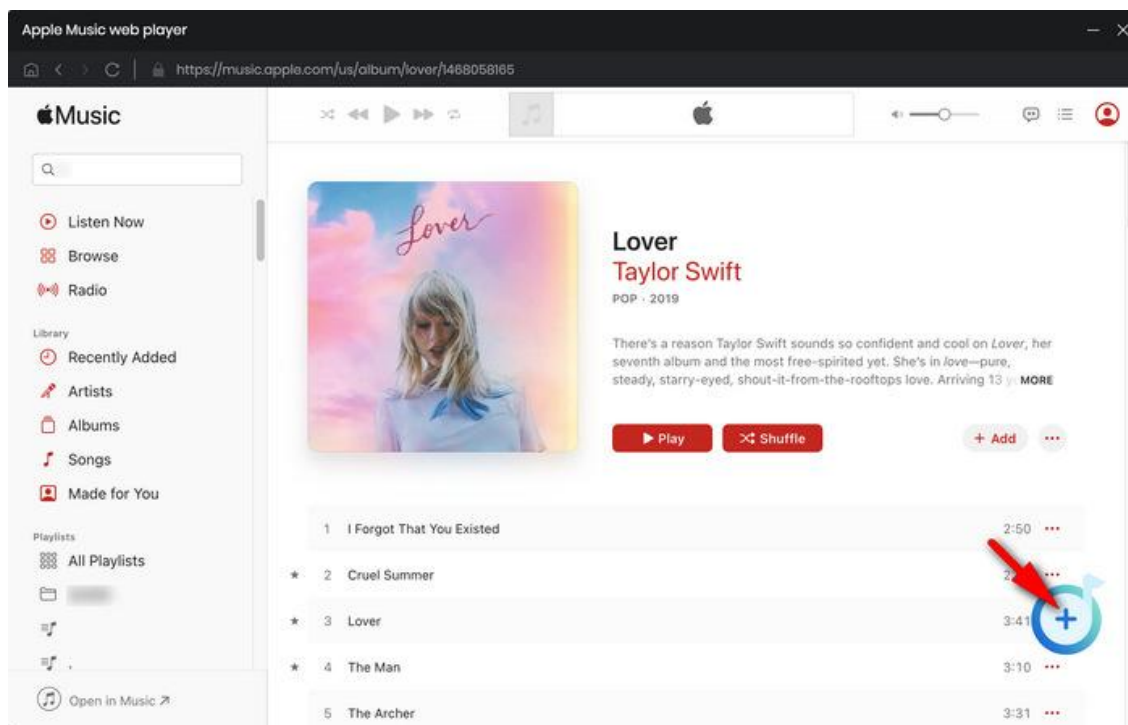 Apple Music web player
https://music.apple.com/us/album/lover/1468058165
Music
Listen Now
Browse
Radio
Library
Recently Added
Artists
Albums
Songs
Made for You
Playlists
All Playlists
Open in Music ↗
Lover
Lover
Taylor Swift
POP · 2019
There's a reason Taylor Swift sounds so confident and cool on Lover, her
seventh album and the most free-spirited yet. She's in love—pure,
steady, starry-eyed, shout-it-from-the-rooftops love. Arriving 13 MORE
Play
Shuffle
+ Add
1 I Forgot That You Existed 2:50
★ 2 Cruel Summer
★ 3 Lover 3:41
★ 4 The Man 3:10
5 The Archer 3:31